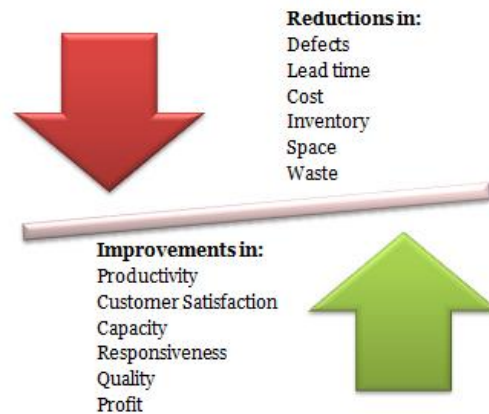 Reductions in:
Defects
Lead time
Cost
Inventory
Space
Waste
Improvements in:
Productivity
Customer Satisfaction
Capacity
Responsiveness
Quality
Profit